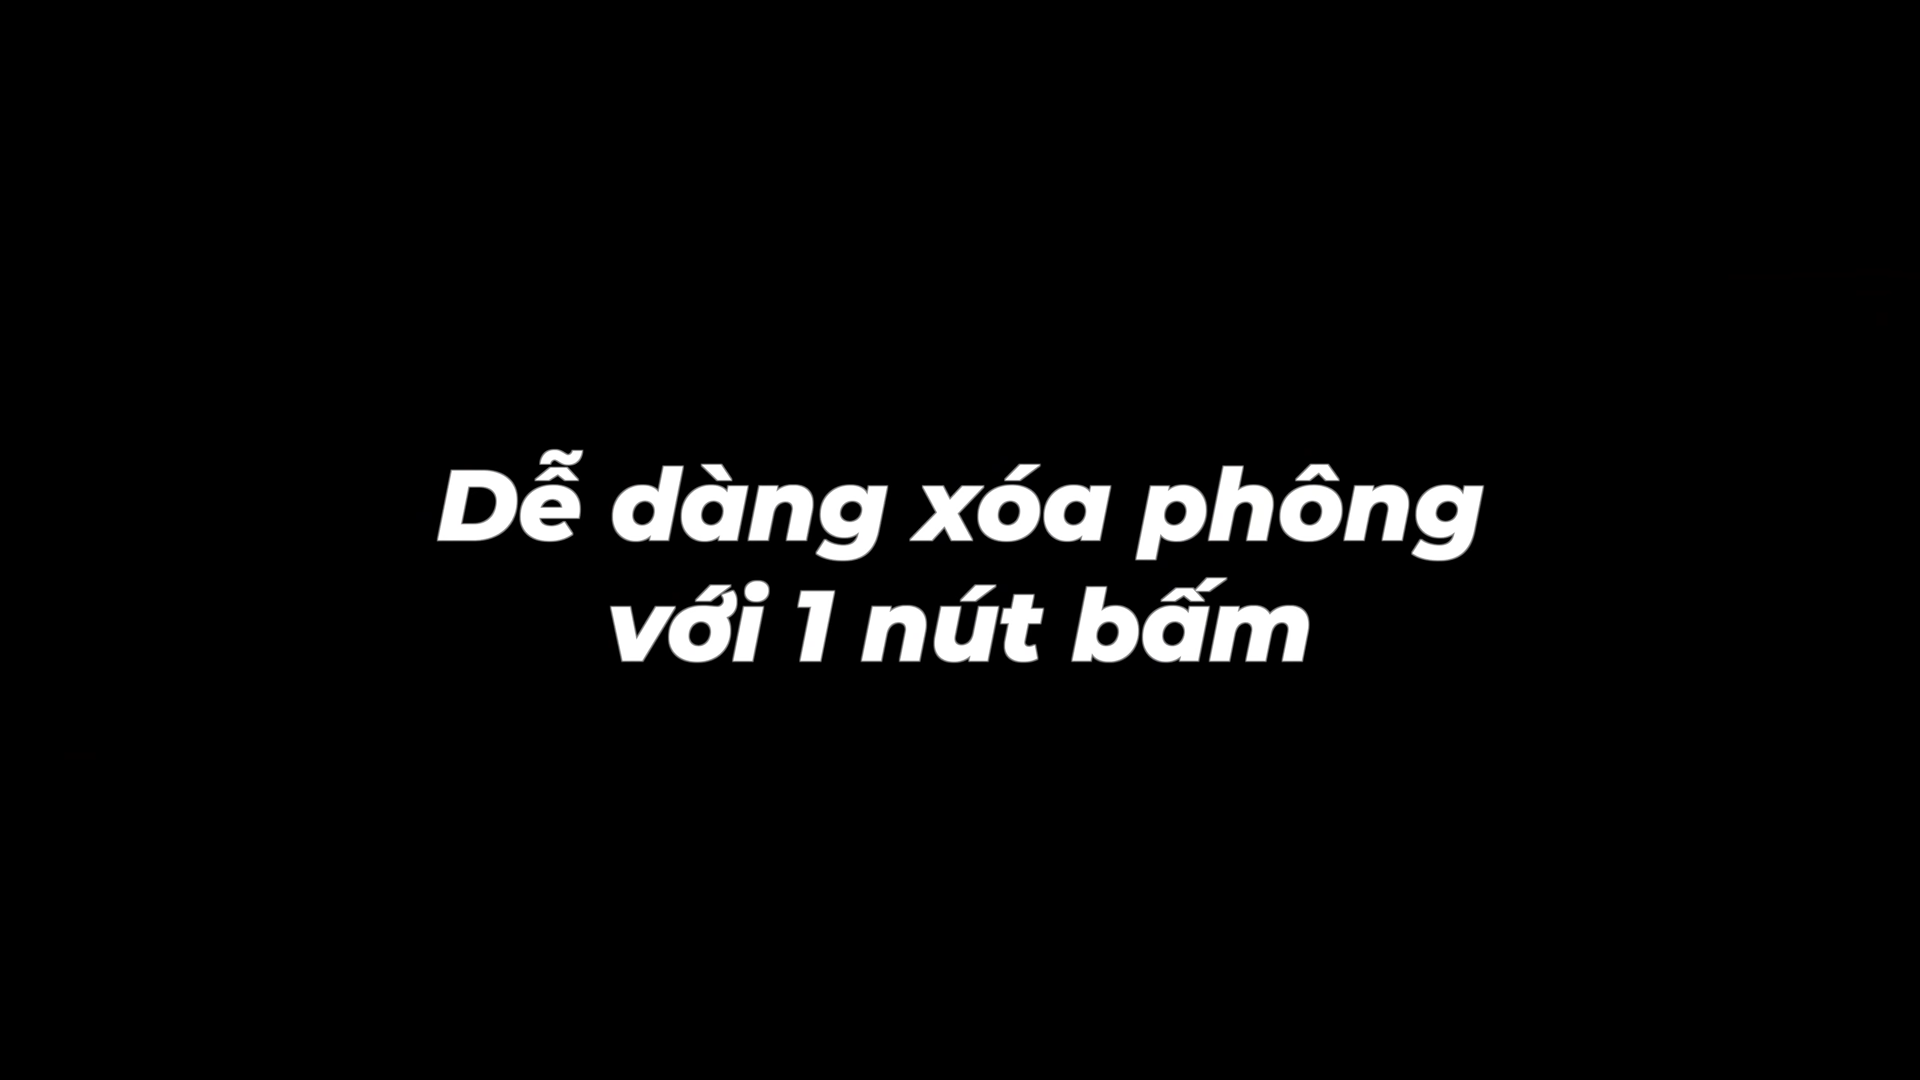 Dễ dàng xóa phông
với 1 nút bấm